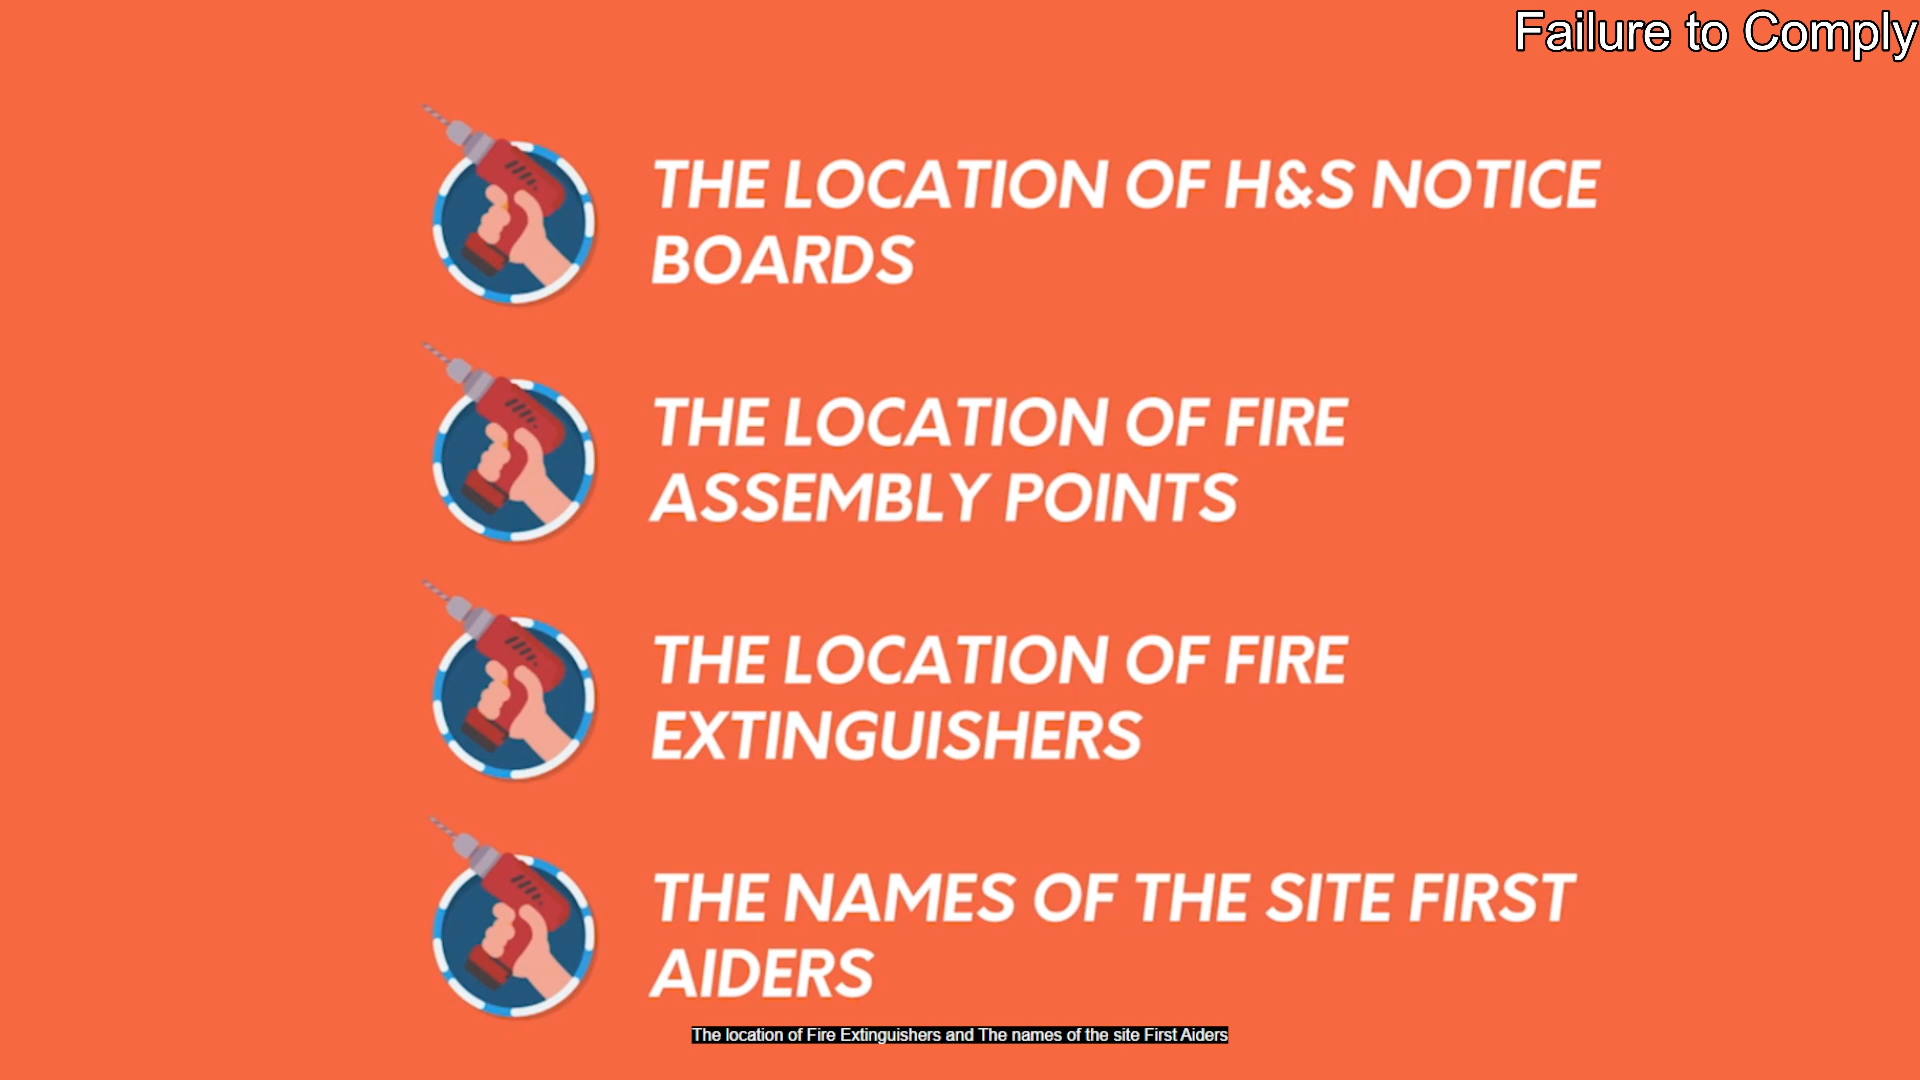 Failure to Comply
THE LOCATION OF H&S NOTICE
BOARDS
THE LOCATION OF FIRE
ASSEMBLY POINTS
THE LOCATION OF FIRE
EXTINGUISHERS
THE NAMES OF THE SITE FIRST
AIDERS
The location of Fire Extinguishers and The names of the site First Aiders